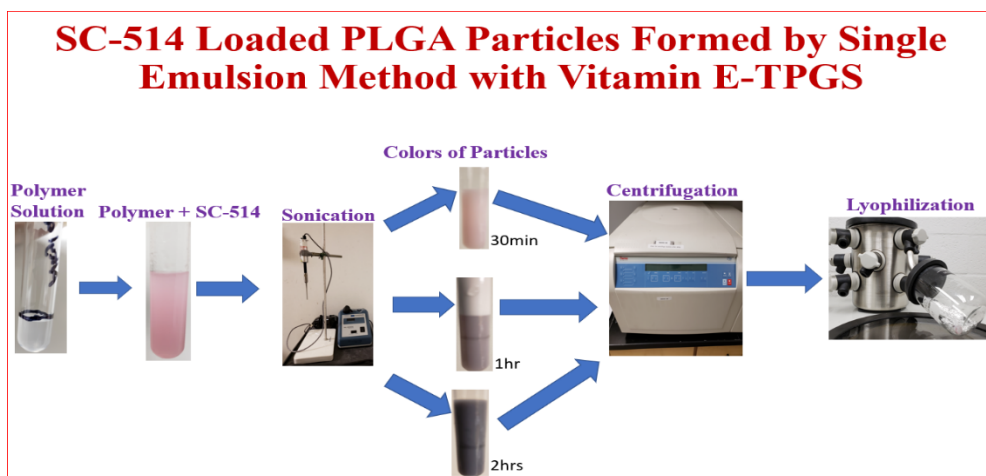 SC-514 Loaded PLGA Particles Formed by Single
Emulsion Method with Vitamin E-TPGS
Colors of Particles
Polymer
Solution
Polymer + SC-514
Sonication
Centrifugation
Lyophilization
30min
1hr
2hrs